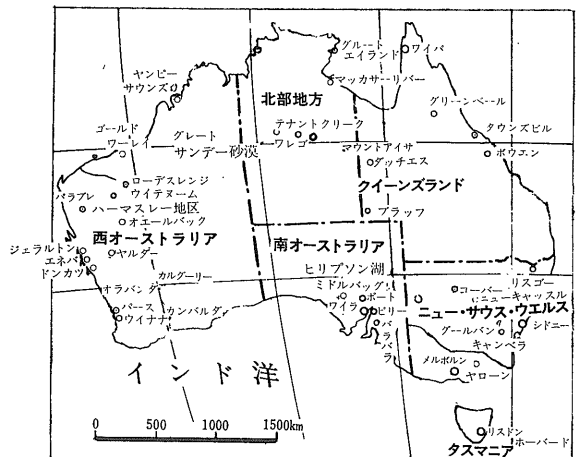 グルート
エイランド
ワイパ
ヤンピー
サウンズ
マッカサーリバー
北部地方
グリーンベール
テナントクリーク
ワレゴ
タウンズビル
ボウエン
ゴールド
ワーレイ
グレート
サンデー砂漠
マウントアイサ
ダッチエス
クイーンズランド
ローデスレンジ
ウイテヌーム
パラブレ
ハーマスレー地区
オエールバック
ブラッフ
西オーストラリア
南オーストラリア
ジェラルトン
エネバ
ドンカツ
ヤルダー
ヒリプソン湖
カルグーリー
オラバンダ
ミドルバッグ
ポート
ワイラ
ピリー
コーバー
リスゴー
ニューキャッスル
ニュー・サウス・ウエルス
パース
ウイナナ
カンバルダ
バラバラ
グールバン
シドニー
キャンベラ
メルボルン
ヤローン
インド洋
0 500 1000 1500km
リスドン
ホーバード
タスマニア